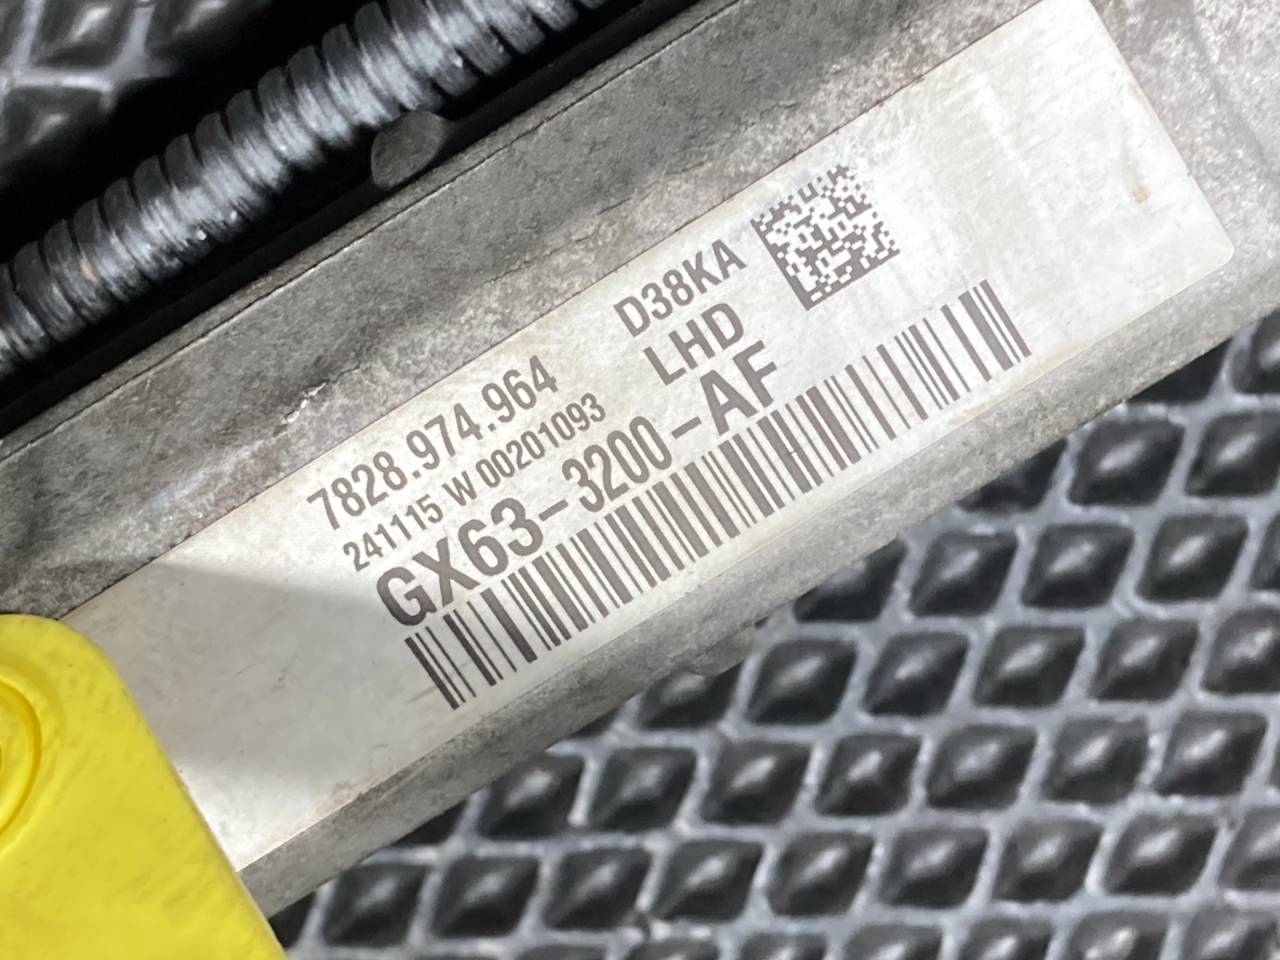 7828.974.964 D38KA
241115 W 00201093 LHD
GX63-3200-AF